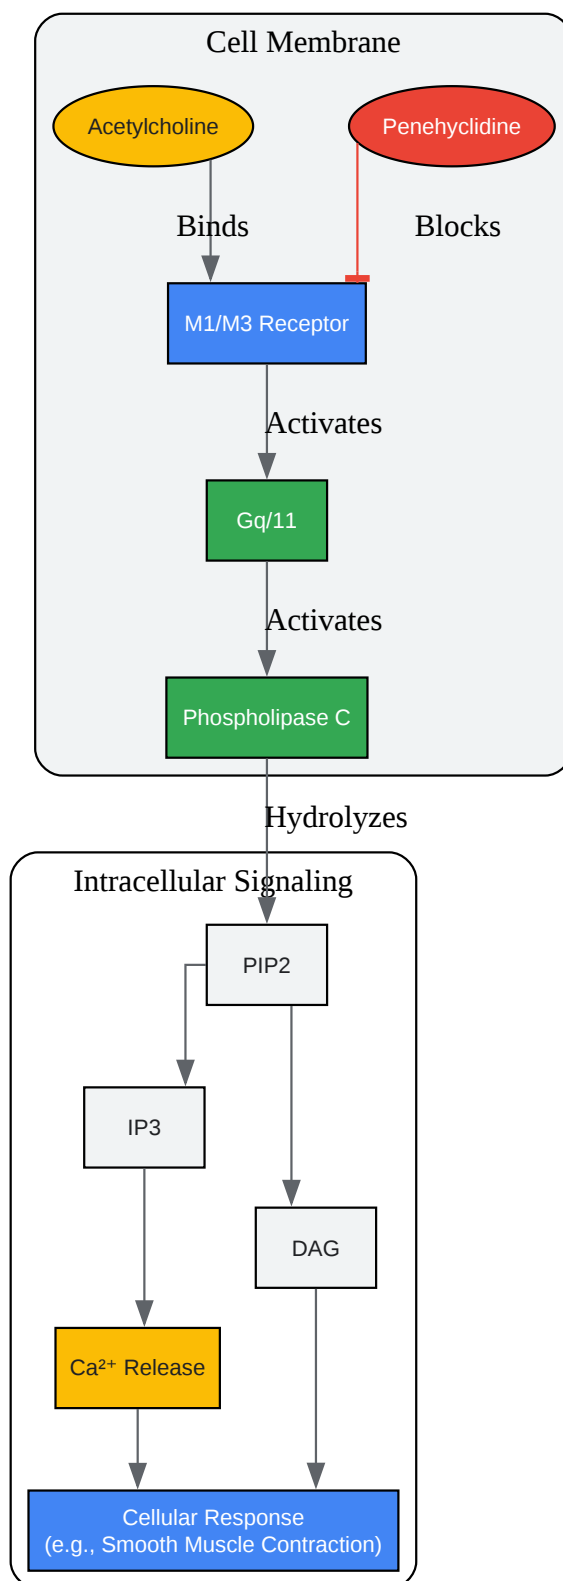 Cell Membrane
Acetylcholine
Penehyclidine
Binds
Blocks
M1/M3 Receptor
Activates
Gq/11
Activates
Phospholipase C
Hydrolyzes
Intracellular Signaling
PIP2
IP3
DAG
Ca²⁺ Release
Cellular Response
(e.g., Smooth Muscle Contraction)